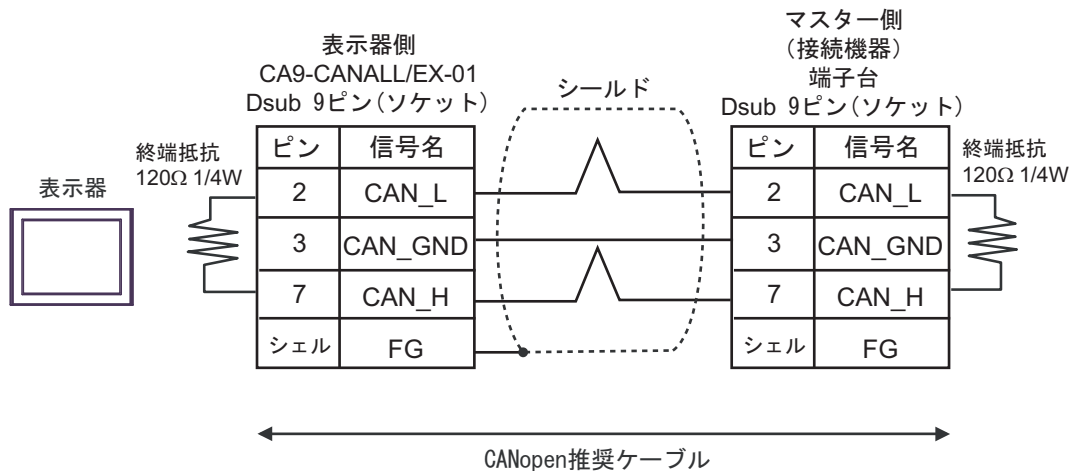 表示器
終端抵抗
120Ω 1/4W
表示器側
CA9-CANALL/EX-01
Dsub 9ピン(ソケット)
ピン 信号名
2 CAN_L
3 CAN_GND
7 CAN_H
シェル FG
シールド
マスター側
(接続機器)
端子台
Dsub 9ピン(ソケット)
ピン 信号名
2 CAN_L
3 CAN_GND
7 CAN_H
シェル FG
終端抵抗
120Ω 1/4W
CANopen推奨ケーブル